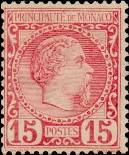 PRINCIPAUTÉ DE MONACO
15 POSTES 15